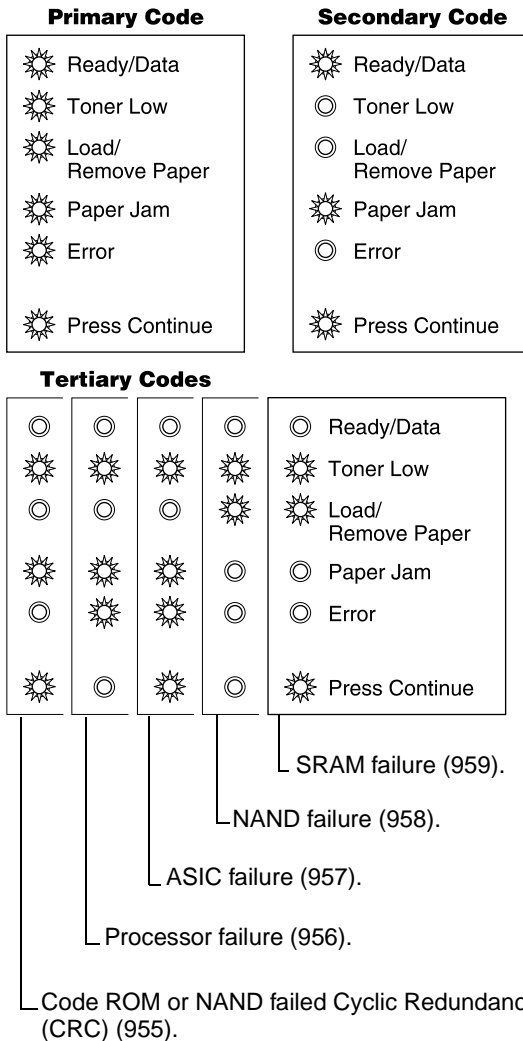 Primary Code
Ready/Data
Toner Low
Load/
Remove Paper
Paper Jam
Error
Press Continue
Secondary Code
Ready/Data
Toner Low
Load/
Remove Paper
Paper Jam
Error
Press Continue
Tertiary Codes
Ready/Data
Toner Low
Load/
Remove Paper
Paper Jam
Error
Press Continue
SRAM failure (959).
NAND failure (958).
ASIC failure (957).
Processor failure (956).
Code ROM or NAND failed Cyclic Redundanc
(CRC) (955).